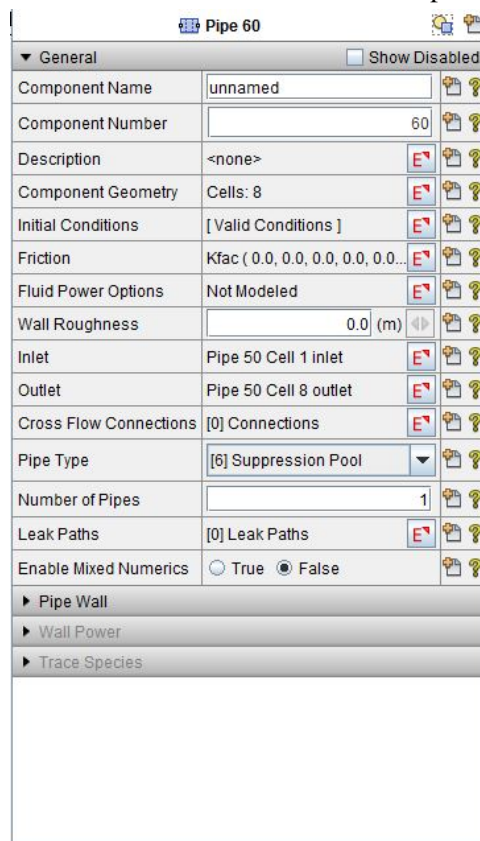 Pipe 60
General Show Disabled
Component Name unnamed
Component Number 60
Description <none> E
Component Geometry Cells: 8 E
Initial Conditions [ Valid Conditions ] E
Friction Kfac ( 0.0, 0.0, 0.0, 0.0, 0.0... E
Fluid Power Options Not Modeled E
Wall Roughness 0.0 (m)
Inlet Pipe 50 Cell 1 inlet E
Outlet Pipe 50 Cell 8 outlet E
Cross Flow Connections [0] Connections E
Pipe Type [6] Suppression Pool
Number of Pipes 1
Leak Paths [0] Leak Paths E
Enable Mixed Numerics True False
Pipe Wall
Wall Power
Trace Species